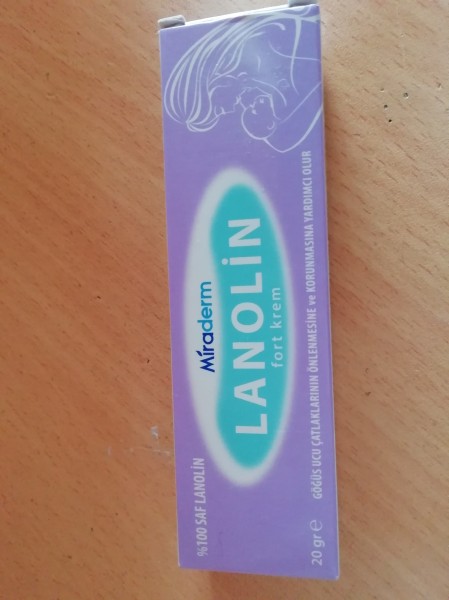 %100 SAF LANOLİN
Miraderm
LANOLİN
fort krem
GÖĞÜS UCU ÇATLAKLARININ ÖNLENMESİNE ve KORUNMASINA YARDIMCI OLUR
20 gr ℮